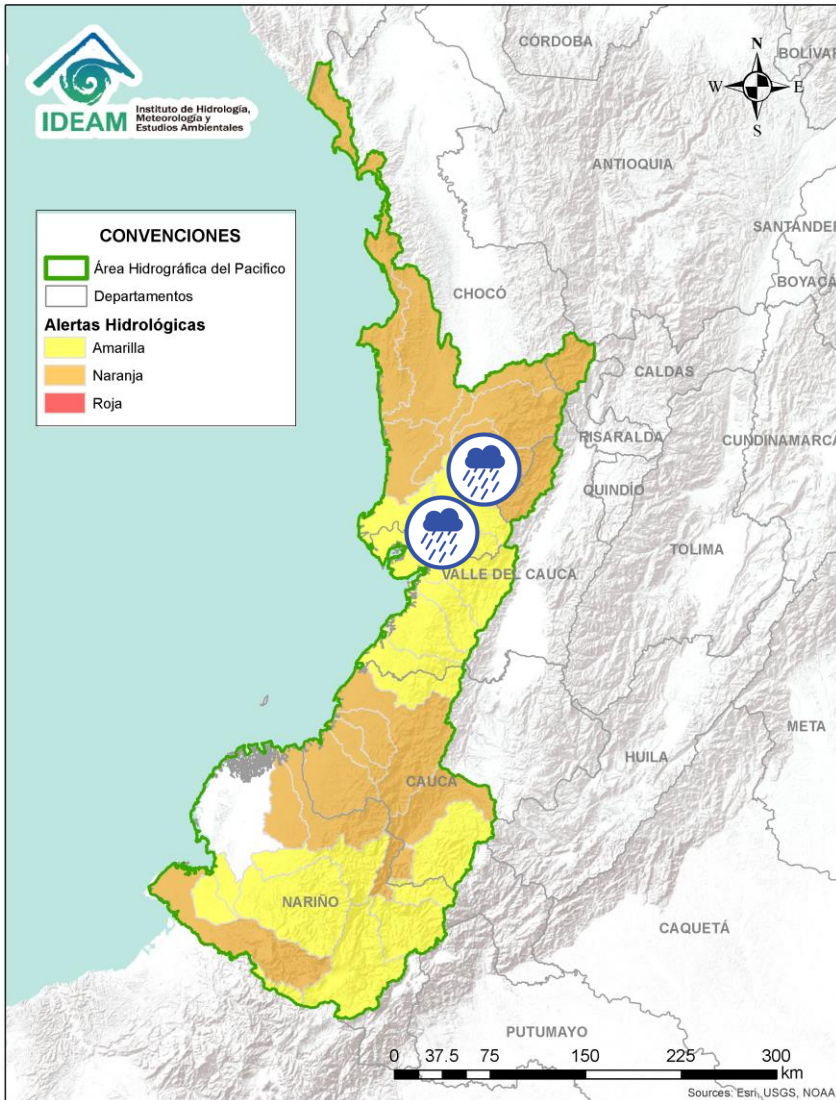 IDEAM
Instituto de Hidrología,
Meteorología y
Estudios Ambientales
CÓRDOBA
BOLÍVAR
N
W
E
S
ANTIOQUIA
SANTANDER
BOYACÁ
CONVENCIONES
Área Hidrográfica del Pacifico
Departamentos
Alertas Hidrológicas
Amarilla
Naranja
Roja
CHOCÓ
CALDAS
RISARALDA
CUNDINAMARCA
QUINDÍO
TOLIMA
VALLE DEL CAUCA
META
HUILA
CAUCA
NARIÑO
CAQUETÁ
PUTUMAYO
0 37.5 75 150 225 300
km
Sources: Esri, USGS, NOAA